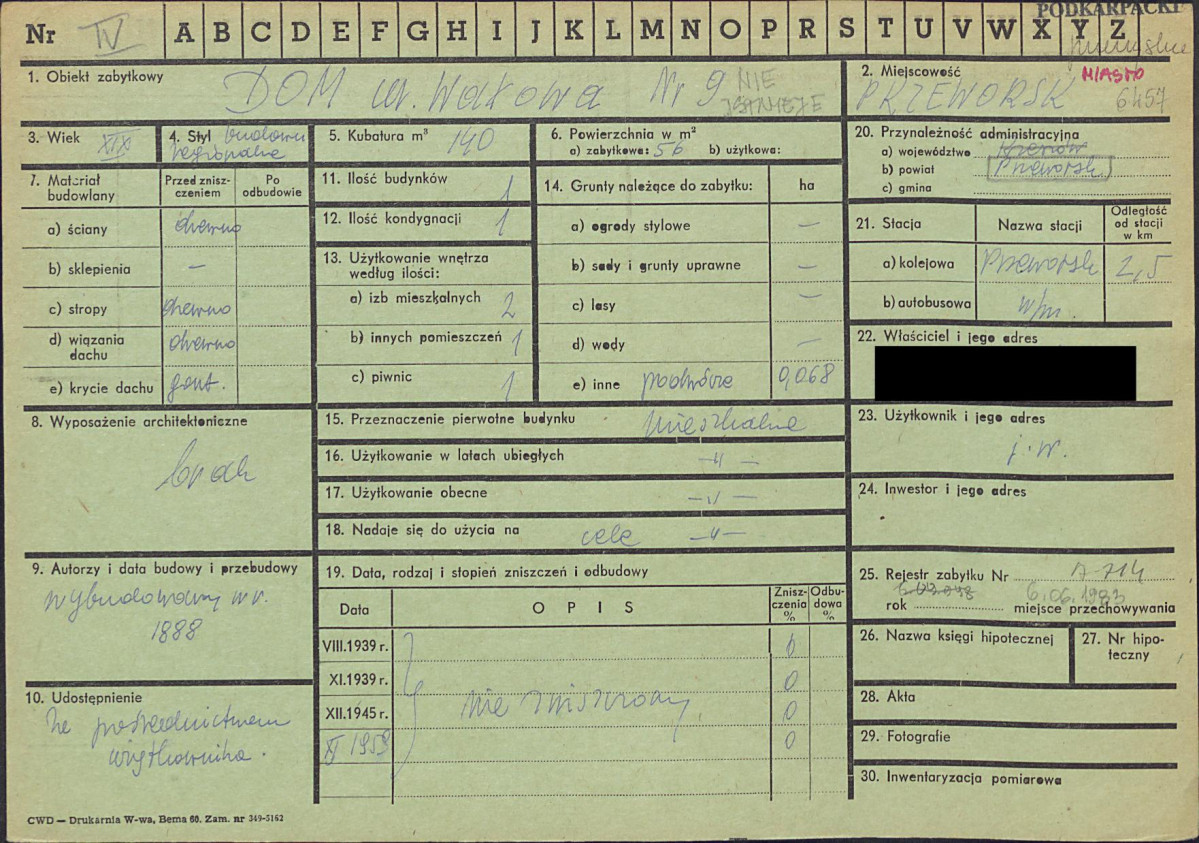 PODKARPACKI
Nr IV A B C D E F G H I J K L M N O P R S T U V W X Y Z
1. Obiekt zabytkowy
DOM ul. Wałowa Nr 9
NIE
ISTNIEJE
2. Miejscowość
MIASTO
PRZEWORSK
6457
3. Wiek XIX
4. Styl budown.
regionalne
5. Kubatura m³ 140
6. Powierzchnia w m²
a) zabytkowa: 56 b) użytkowa:
20. Przynależność administracyjna
a) województwo Rzeszów
b) powiat Przeworsk
c) gmina
7. Materiał budowlany
Przed zniszczeniem
Po odbudowie
a) ściany drewno
b) sklepienia —
c) stropy drewno
d) wiązania dachu drewno
e) krycie dachu gont.
11. Ilość budynków 1
12. Ilość kondygnacji 1
13. Użytkowanie wnętrza
według ilości:
a) izb mieszkalnych 2
b) innych pomieszczeń 1
c) piwnic 1
14. Grunty należące do zabytku: ha
a) ogrody stylowe —
b) sady i grunty uprawne —
c) lasy —
d) wody —
e) inne podwórze 0,068
21. Stacja
Nazwa stacji
Odległość
od stacji
w km
a) kolejowa Przeworsk 2,5
b) autobusowa w/m.
22. Właściciel i jego adres
8. Wyposażenie architektoniczne
brak
15. Przeznaczenie pierwotne budynku mieszkalne
16. Użytkowanie w latach ubiegłych —"—
17. Użytkowanie obecne —"—
18. Nadaje się do użycia na cele —"—
23. Użytkownik i jego adres
j.w.
24. Inwestor i jego adres
9. Autorzy i data budowy i przebudowy
wybudowany w r.
1888
19. Data, rodzaj i stopień zniszczeń i odbudowy
Data
OPIS
Zniszczenia %
Odbudowa %
VIII.1939 r. 0
XI.1939 r. 0
nie zniszczony
XII.1945 r. 0
XI 1959 0
25. Rejestr zabytku Nr A-714
6.06.1983
rok miejsce przechowywania
26. Nazwa księgi hipotecznej
27. Nr hipoteczny
10. Udostępnienie
za pośrednictwem
użytkownika.
28. Akta
29. Fotografie
30. Inwentaryzacja pomiarowa
CWD — Drukarnia W-wa, Bema 60. Zam. nr 349-5162